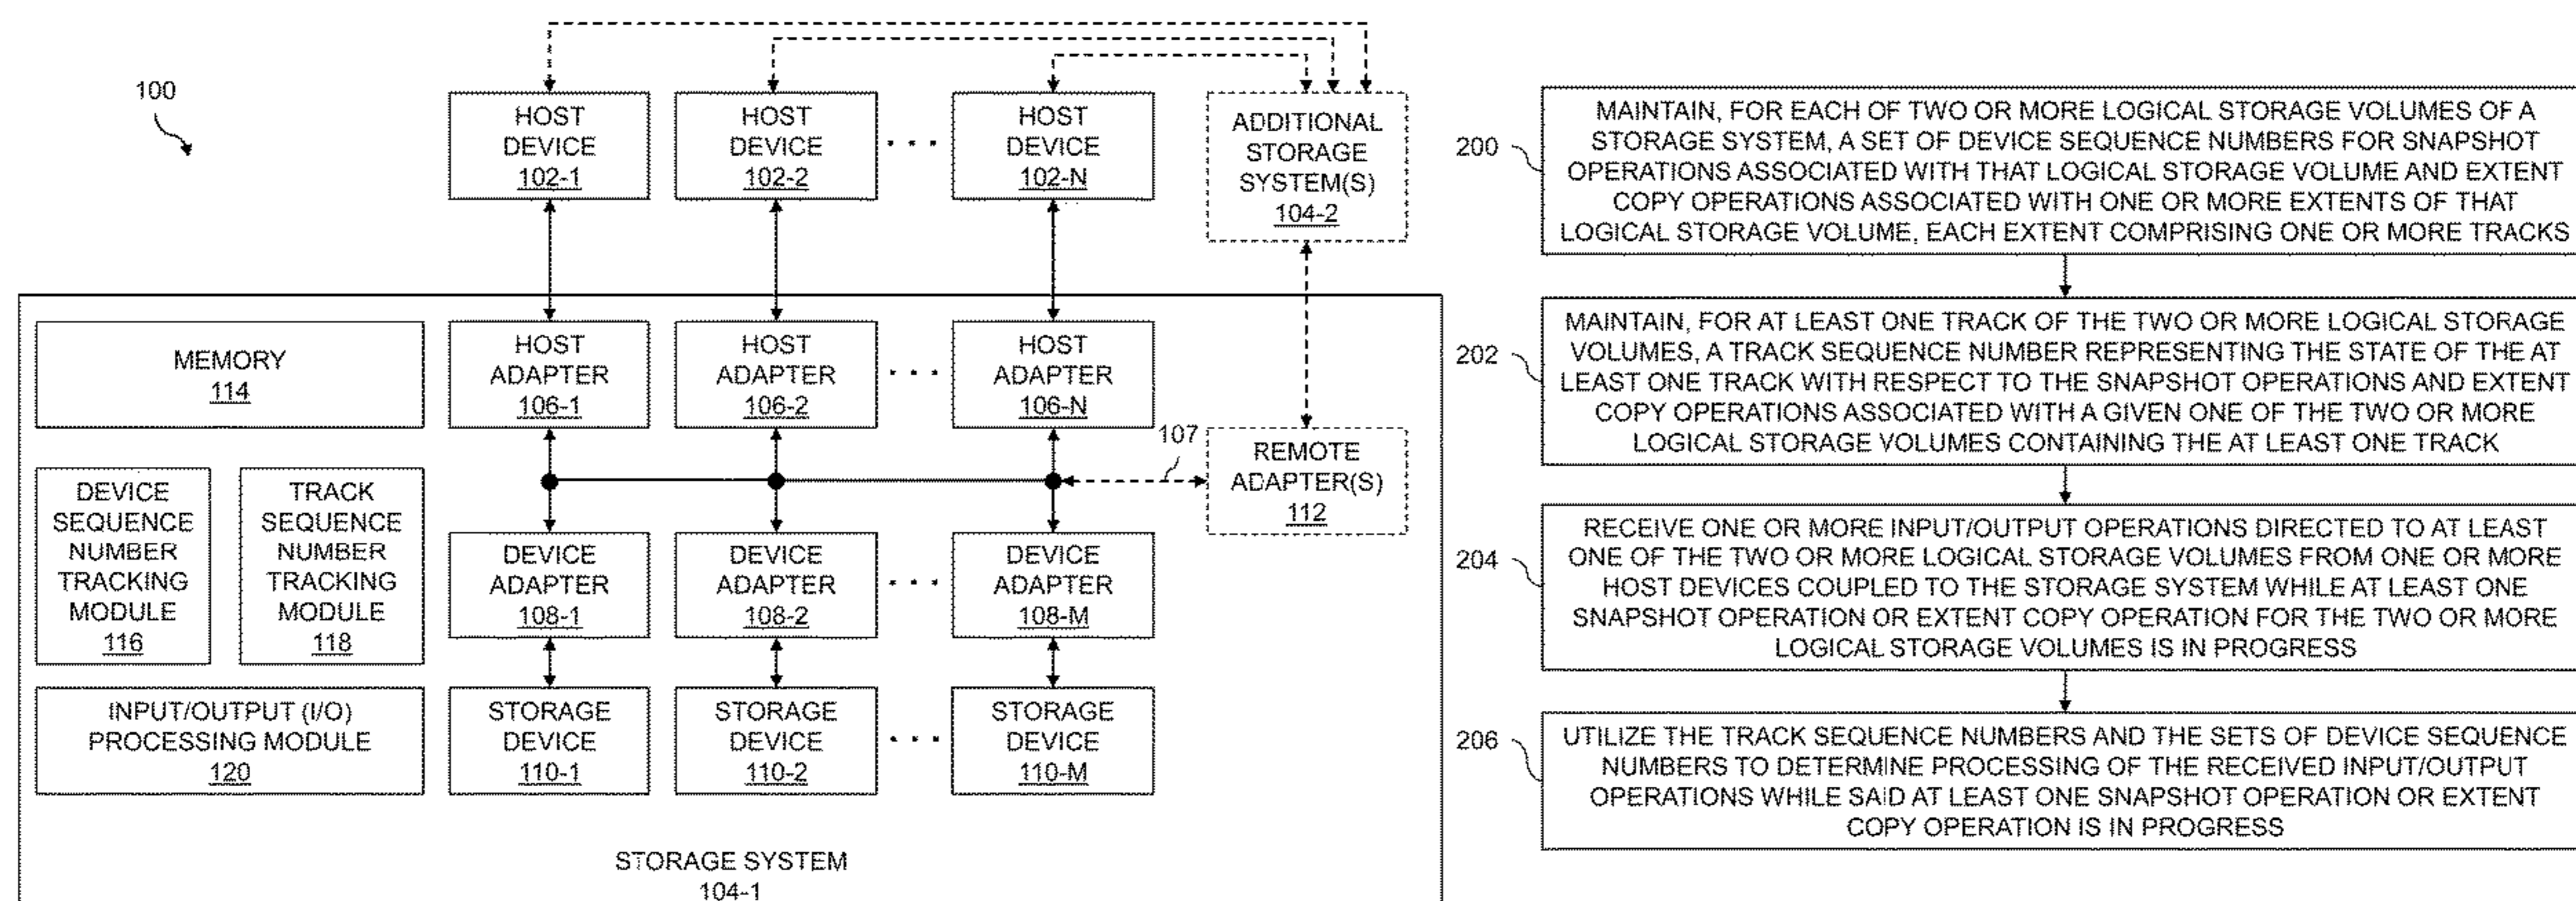 100
HOST
DEVICE
102-1
HOST
DEVICE
102-2
. . .
HOST
DEVICE
102-N
ADDITIONAL
STORAGE
SYSTEM(S)
104-2
MEMORY
114
HOST
ADAPTER
106-1
HOST
ADAPTER
106-2
. . .
HOST
ADAPTER
106-N
107
REMOTE
ADAPTER(S)
112
DEVICE
SEQUENCE
NUMBER
TRACKING
MODULE
116
TRACK
SEQUENCE
NUMBER
TRACKING
MODULE
118
DEVICE
ADAPTER
108-1
DEVICE
ADAPTER
108-2
. . .
DEVICE
ADAPTER
108-M
INPUT/OUTPUT (I/O)
PROCESSING MODULE
120
STORAGE
DEVICE
110-1
STORAGE
DEVICE
110-2
. . .
STORAGE
DEVICE
110-M
STORAGE SYSTEM
104-1
200
MAINTAIN, FOR EACH OF TWO OR MORE LOGICAL STORAGE VOLUMES OF A
STORAGE SYSTEM, A SET OF DEVICE SEQUENCE NUMBERS FOR SNAPSHOT
OPERATIONS ASSOCIATED WITH THAT LOGICAL STORAGE VOLUME AND EXTENT
COPY OPERATIONS ASSOCIATED WITH ONE OR MORE EXTENTS OF THAT
LOGICAL STORAGE VOLUME, EACH EXTENT COMPRISING ONE OR MORE TRACKS
202
MAINTAIN, FOR AT LEAST ONE TRACK OF THE TWO OR MORE LOGICAL STORAGE
VOLUMES, A TRACK SEQUENCE NUMBER REPRESENTING THE STATE OF THE AT
LEAST ONE TRACK WITH RESPECT TO THE SNAPSHOT OPERATIONS AND EXTENT
COPY OPERATIONS ASSOCIATED WITH A GIVEN ONE OF THE TWO OR MORE
LOGICAL STORAGE VOLUMES CONTAINING THE AT LEAST ONE TRACK
204
RECEIVE ONE OR MORE INPUT/OUTPUT OPERATIONS DIRECTED TO AT LEAST
ONE OF THE TWO OR MORE LOGICAL STORAGE VOLUMES FROM ONE OR MORE
HOST DEVICES COUPLED TO THE STORAGE SYSTEM WHILE AT LEAST ONE
SNAPSHOT OPERATION OR EXTENT COPY OPERATION FOR THE TWO OR MORE
LOGICAL STORAGE VOLUMES IS IN PROGRESS
206
UTILIZE THE TRACK SEQUENCE NUMBERS AND THE SETS OF DEVICE SEQUENCE
NUMBERS TO DETERMINE PROCESSING OF THE RECEIVED INPUT/OUTPUT
OPERATIONS WHILE SAID AT LEAST ONE SNAPSHOT OPERATION OR EXTENT
COPY OPERATION IS IN PROGRESS